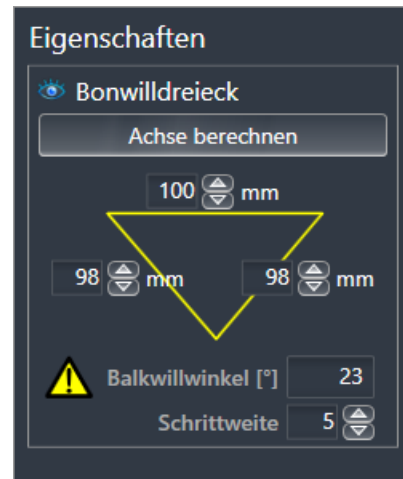 Eigenschaften
Bonwilldreieck
Achse berechnen
100 mm
98 mm 98 mm
Balkwillwinkel [°] 23
Schrittweite 5